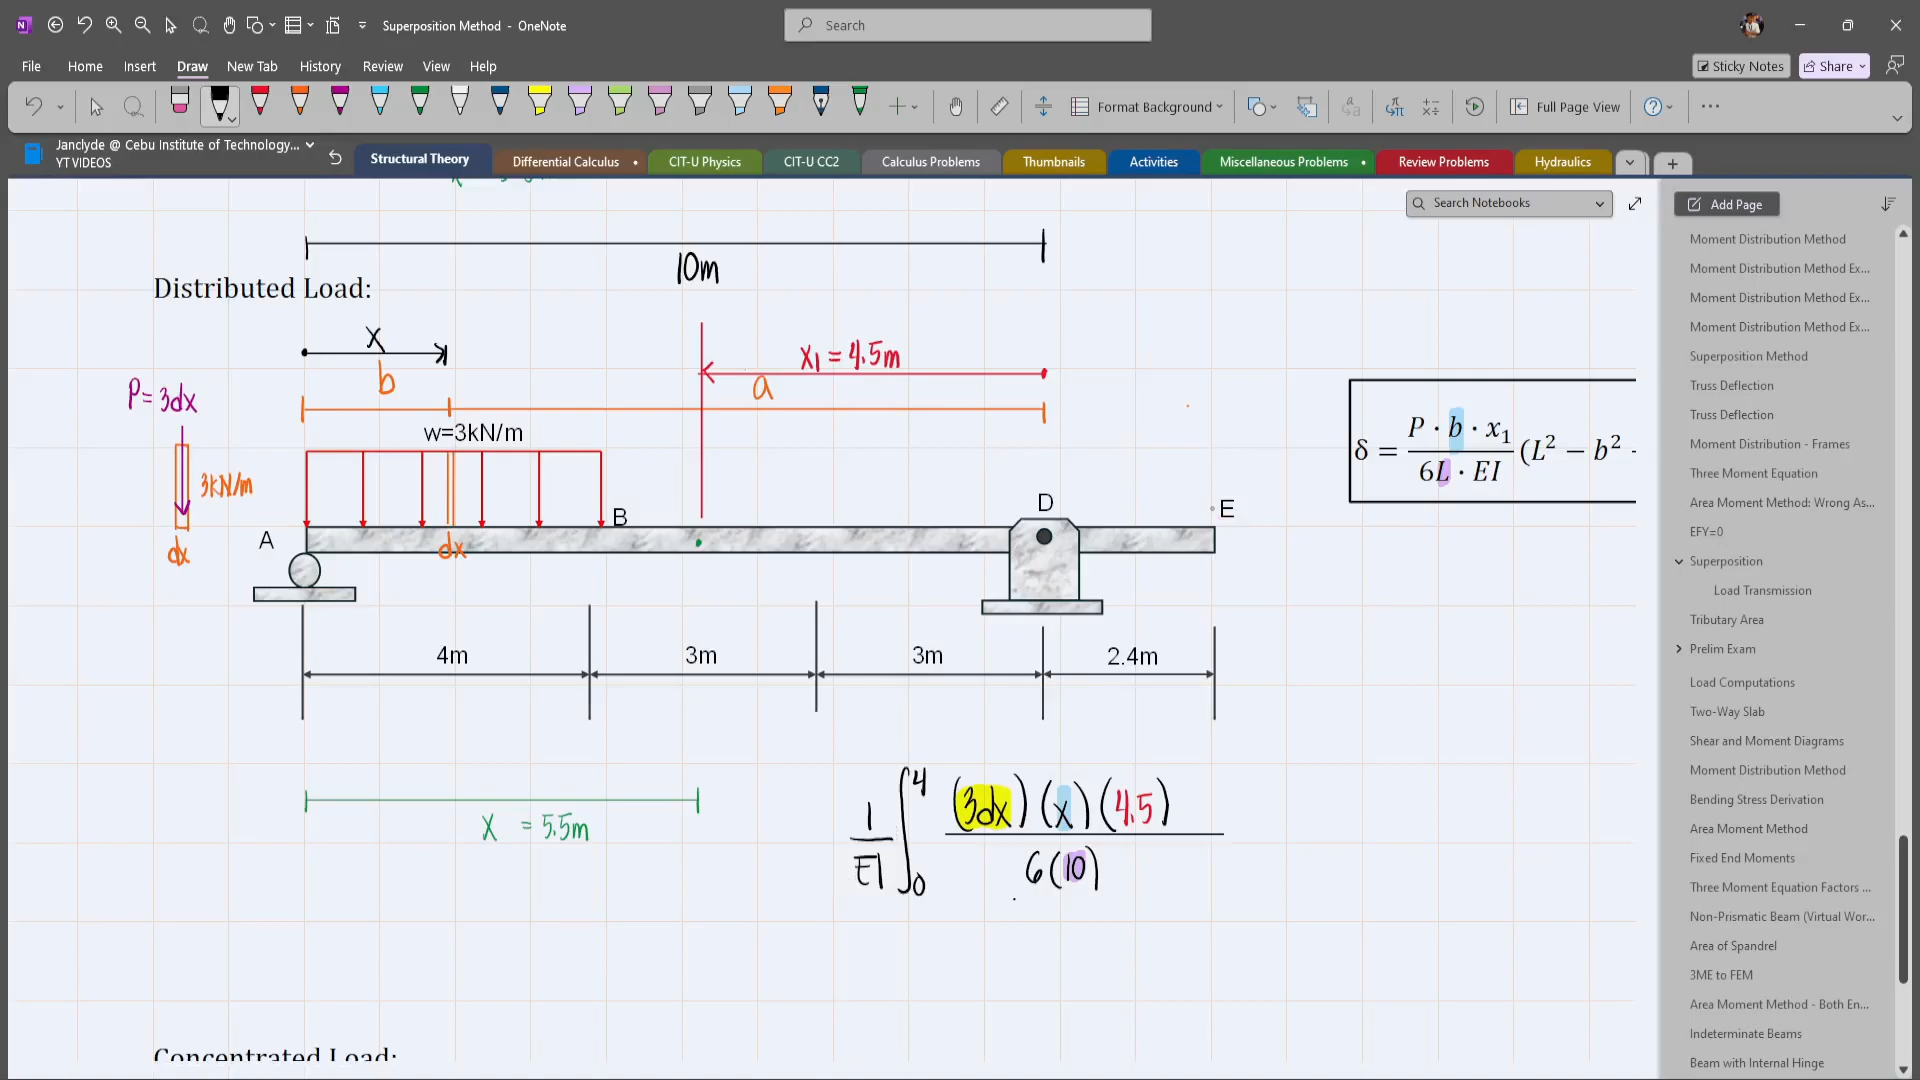 Superposition Method - OneNote
Search
File Home Insert Draw New Tab History Review View Help
Sticky Notes Share
Format Background Full Page View
Janclyde @ Cebu Institute of Technology...
YT VIDEOS
Structural Theory Differential Calculus CIT-U Physics CIT-U CC2 Calculus Problems Thumbnails Activities Miscellaneous Problems Review Problems Hydraulics
Search Notebooks
Add Page
10m
Distributed Load:
x
x1 = 4.5m
b
a
P = 3dx
w=3kN/m
3kN/m
dx
A
B
D
E
dx
4m 3m 3m 2.4m
x = 5.5m
1/EI ∫₀⁴ (3dx)(x)(4.5) / 6(10)
δ = P · b · x₁ / 6L · EI (L² − b² −
Concentrated Load:
Moment Distribution Method
Moment Distribution Method Ex...
Moment Distribution Method Ex...
Moment Distribution Method Ex...
Superposition Method
Truss Deflection
Truss Deflection
Moment Distribution - Frames
Three Moment Equation
Area Moment Method: Wrong As...
EFY=0
Superposition
Load Transmission
Tributary Area
Prelim Exam
Load Computations
Two-Way Slab
Shear and Moment Diagrams
Moment Distribution Method
Bending Stress Derivation
Area Moment Method
Fixed End Moments
Three Moment Equation Factors ...
Non-Prismatic Beam (Virtual Wor...
Area of Spandrel
3ME to FEM
Area Moment Method - Both En...
Indeterminate Beams
Beam with Internal Hinge